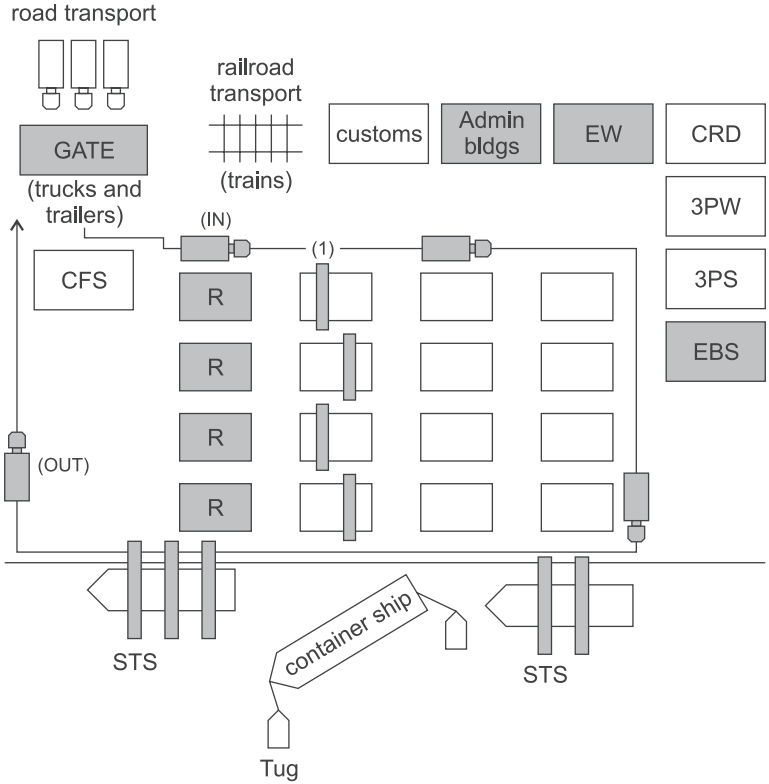 road transport
railroad
transport
customs
Admin
bldgs
EW
CRD
GATE
(trucks and
trailers)
(trains)
3PW
(IN)
(1)
CFS
3PS
R
EBS
R
R
(OUT)
R
STS
container ship
STS
Tug